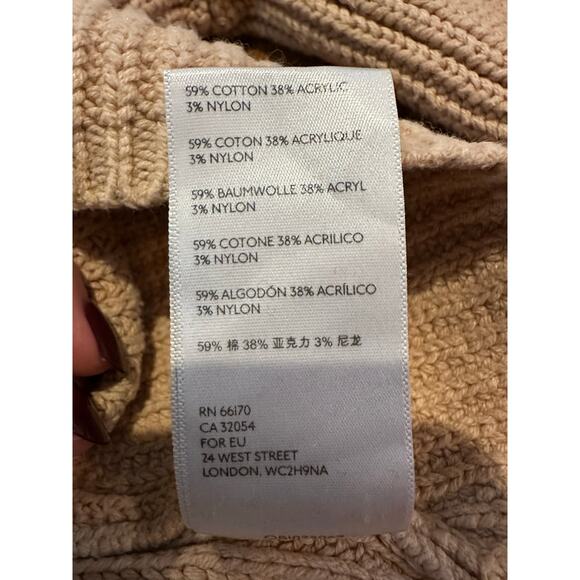 59% COTTON 38% ACRYLIC
3% NYLON
59% COTON 38% ACRYLIQUE
3% NYLON
59% BAUMWOLLE 38% ACRYL
3% NYLON
59% COTONE 38% ACRILICO
3% NYLON
59% ALGODÓN 38% ACRÍLICO
3% NYLON
59% 棉 38% 亚克力 3% 尼龙
RN 66170
CA 32054
FOR EU
24 WEST STREET
LONDON, WC2H9NA